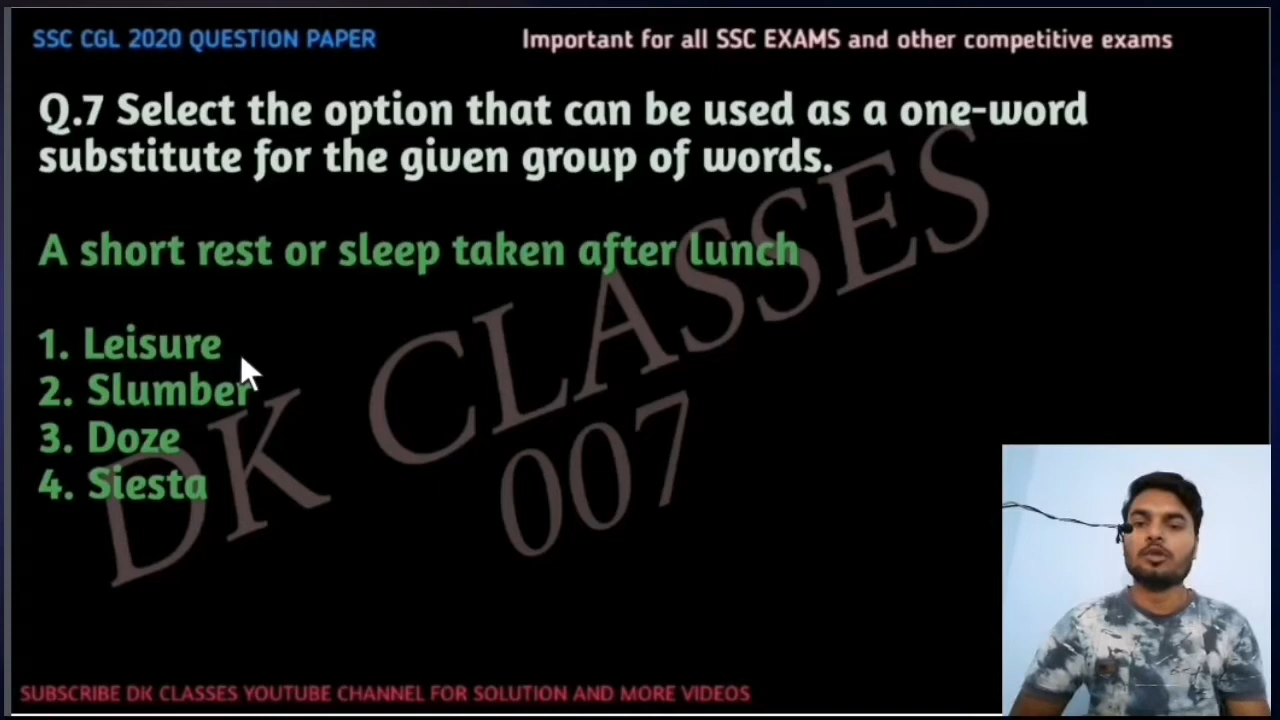 SSC CGL 2020 QUESTION PAPER
Important for all SSC EXAMS and other competitive exams
Q.7 Select the option that can be used as a one-word
substitute for the given group of words.
A short rest or sleep taken after lunch
1. Leisure
2. Slumber
3. Doze
4. Siesta
DK CLASSES
007
SUBSCRIBE DK CLASSES YOUTUBE CHANNEL FOR SOLUTION AND MORE VIDEOS